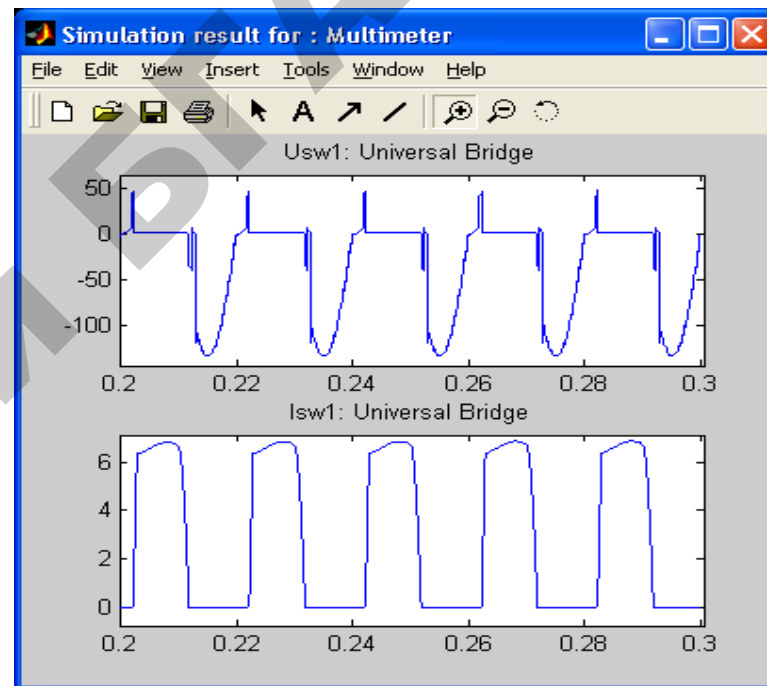 Simulation result for : Multimeter
File Edit View Insert Tools Window Help
A
Usw1: Universal Bridge
50
0
-50
-100
0.2 0.22 0.24 0.26 0.28 0.3
Isw1: Universal Bridge
6
4
2
0
0.2 0.22 0.24 0.26 0.28 0.3